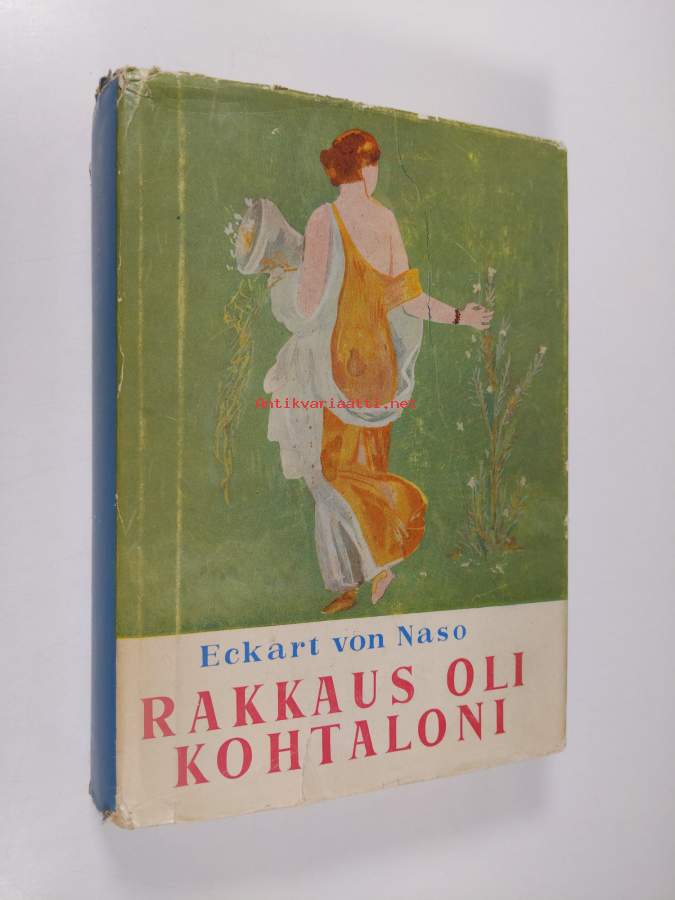 Antikvariaatti.net
Eckart von Naso
RAKKAUS OLI
KOHTALONI